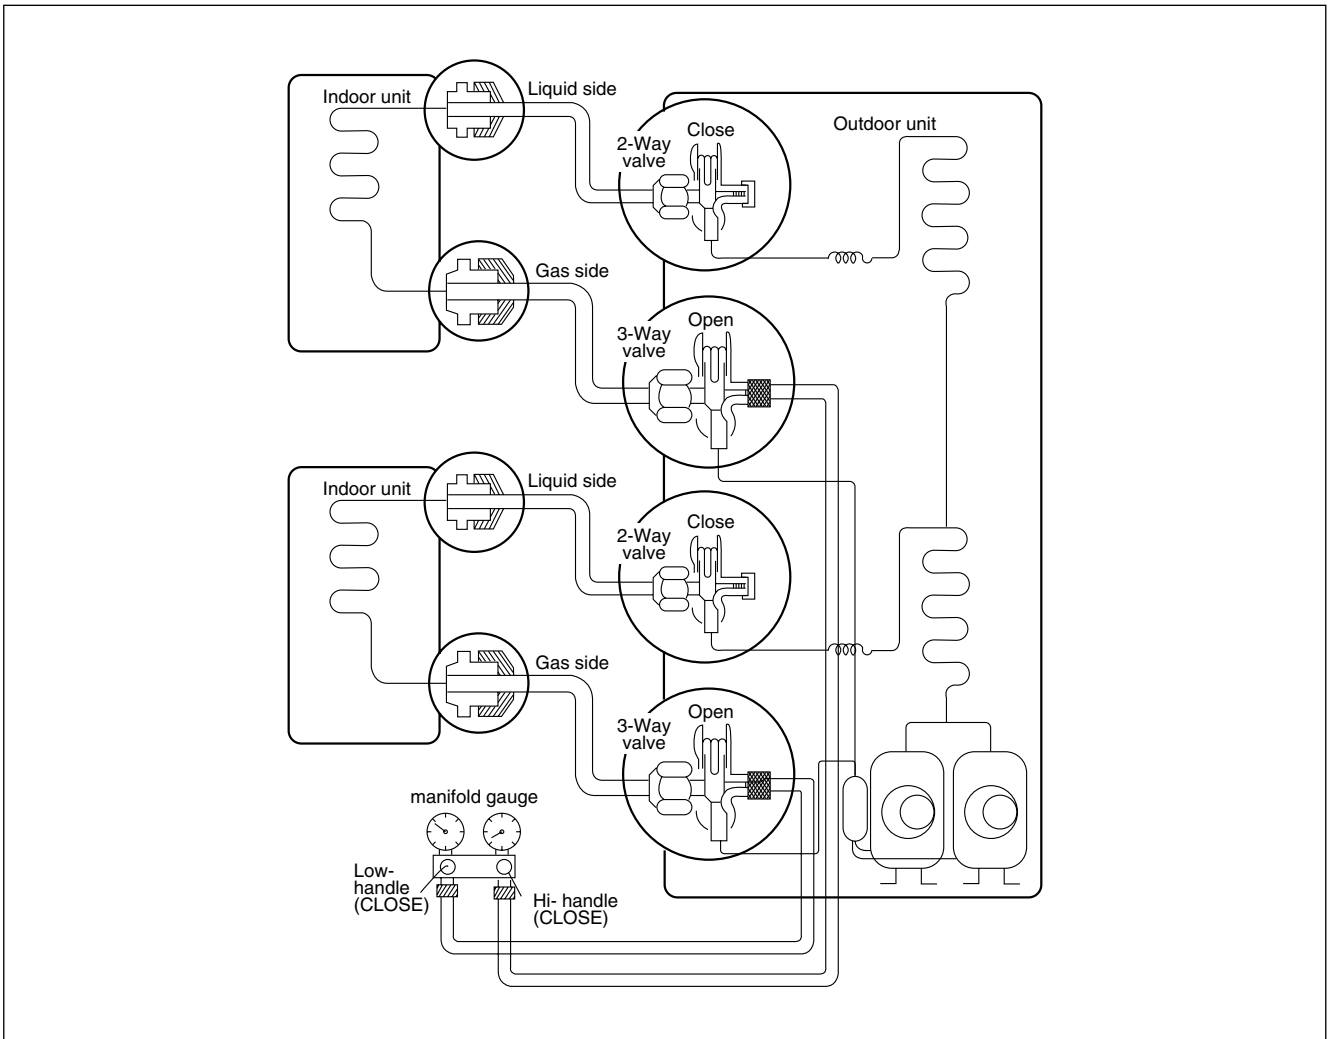 Indoor unit
Liquid side
2-Way
valve
Close
Outdoor unit
Gas side
3-Way
valve
Open
Indoor unit
Liquid side
2-Way
valve
Close
Gas side
3-Way
valve
Open
manifold gauge
Low-
handle
(CLOSE)
Hi- handle
(CLOSE)